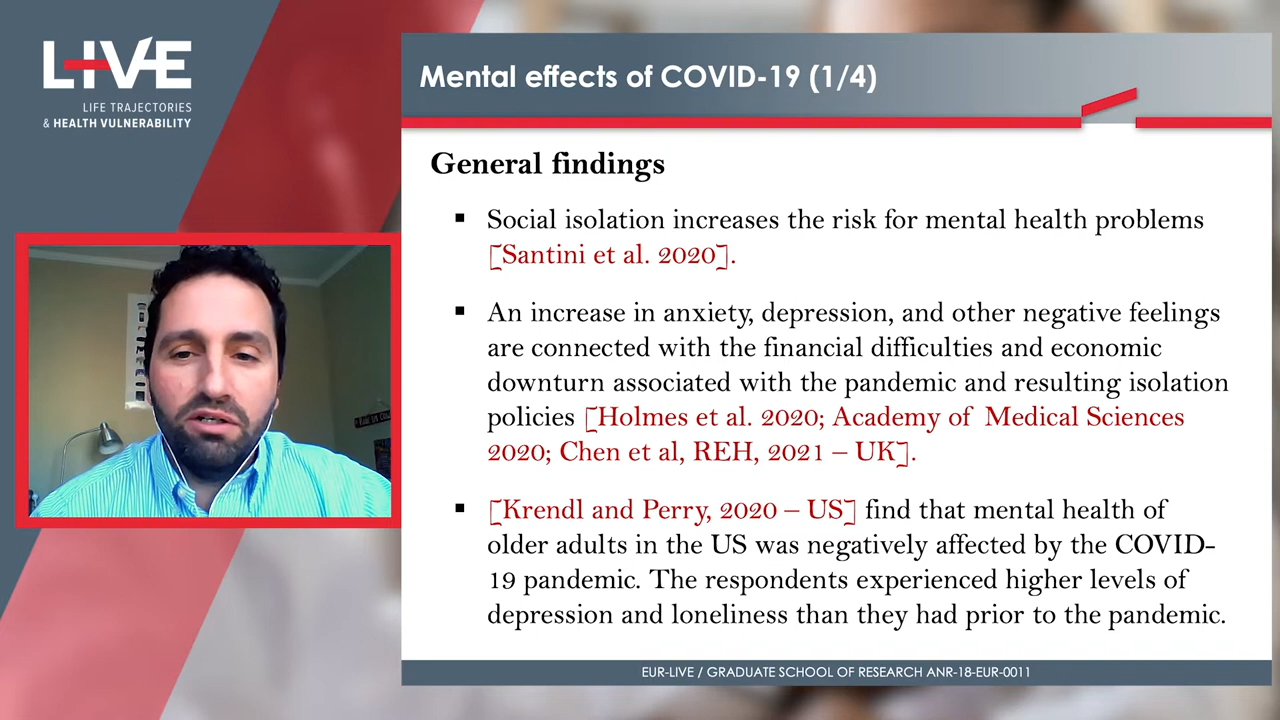 LIVE
LIFE TRAJECTORIES
& HEALTH VULNERABILITY
Mental effects of COVID-19 (1/4)
General findings
▪ Social isolation increases the risk for mental health problems
[Santini et al. 2020].
▪ An increase in anxiety, depression, and other negative feelings
are connected with the financial difficulties and economic
downturn associated with the pandemic and resulting isolation
policies [Holmes et al. 2020; Academy of Medical Sciences
2020; Chen et al, REH, 2021 – UK].
▪ [Krendl and Perry, 2020 – US] find that mental health of
older adults in the US was negatively affected by the COVID-
19 pandemic. The respondents experienced higher levels of
depression and loneliness than they had prior to the pandemic.
EUR-LIVE / GRADUATE SCHOOL OF RESEARCH ANR-18-EUR-0011